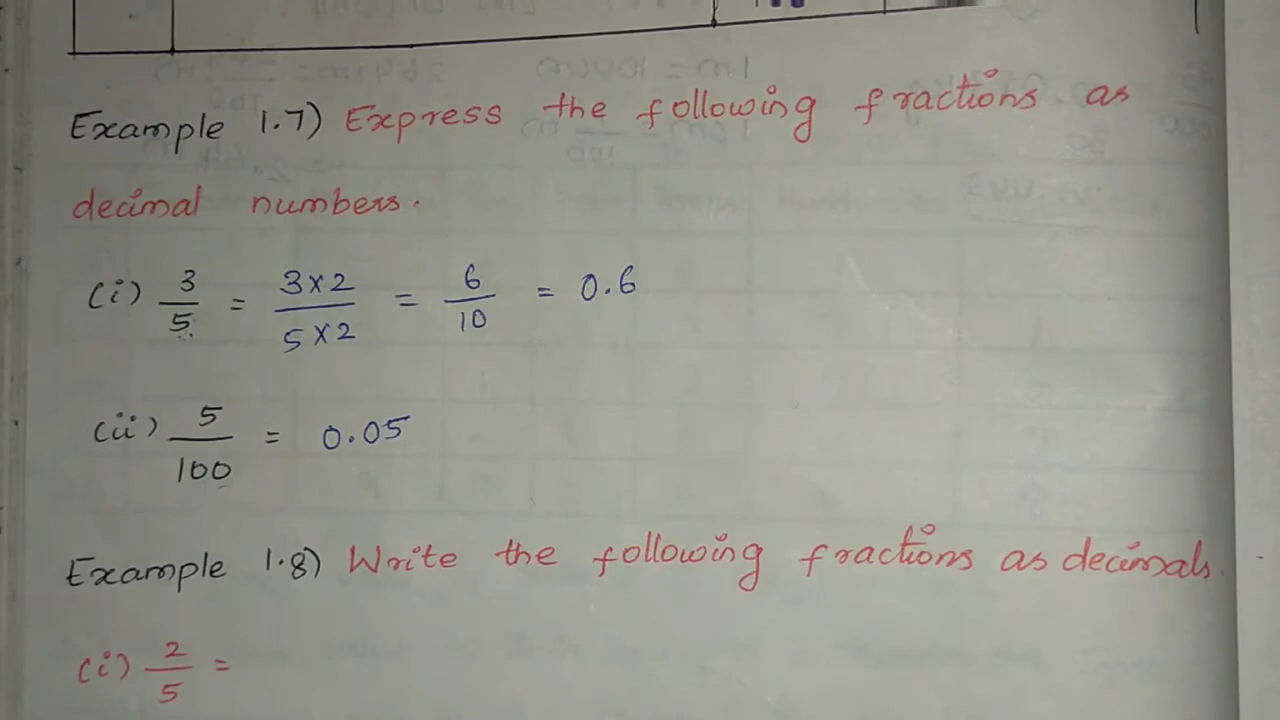 Example 1.7) Express the following fractions as
decimal numbers.
(i) 3/5 = 3×2/5×2 = 6/10 = 0.6
(ii) 5/100 = 0.05
Example 1.8) Write the following fractions as decimals.
(i) 2/5 =